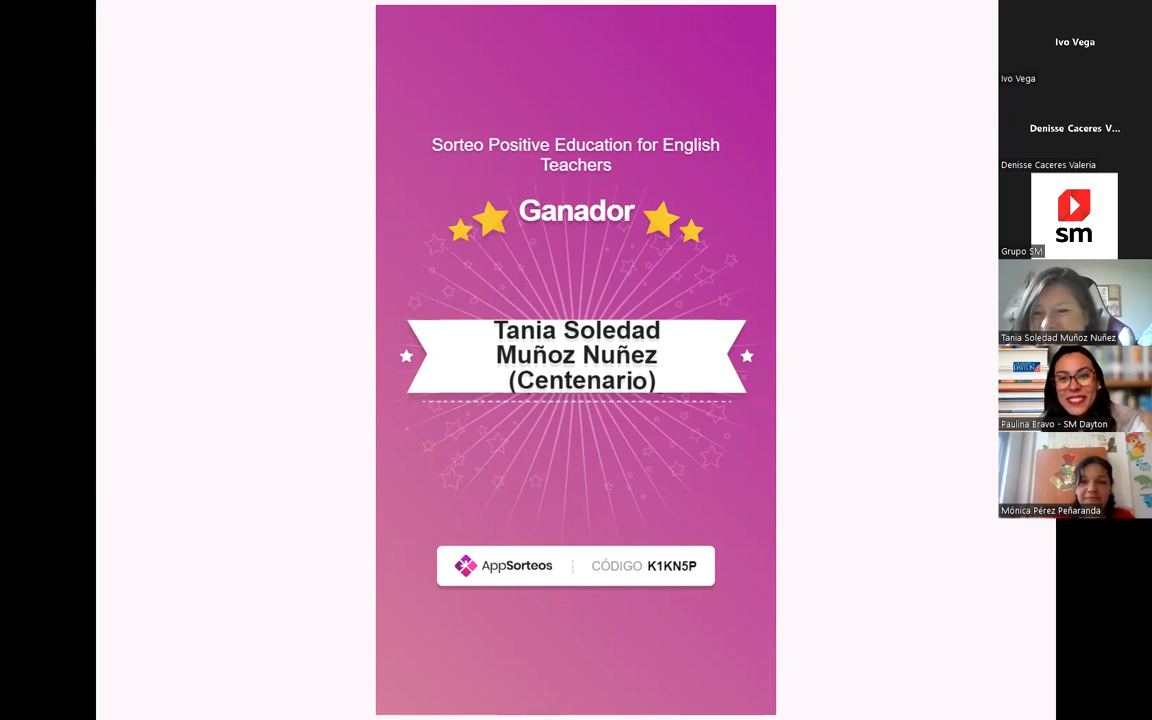 Sorteo Positive Education for English
Teachers
Ganador
Tania Soledad
Muñoz Nuñez
(Centenario)
AppSorteos
CÓDIGO K1KN5P
Ivo Vega
Ivo Vega
Denisse Caceres V...
Denisse Caceres Valeria
sm
Grupo SM
Tania Soledad Muñoz Nuñez
DAYTON
Paulina Bravo - SM Dayton
Mónica Pérez Peñaranda